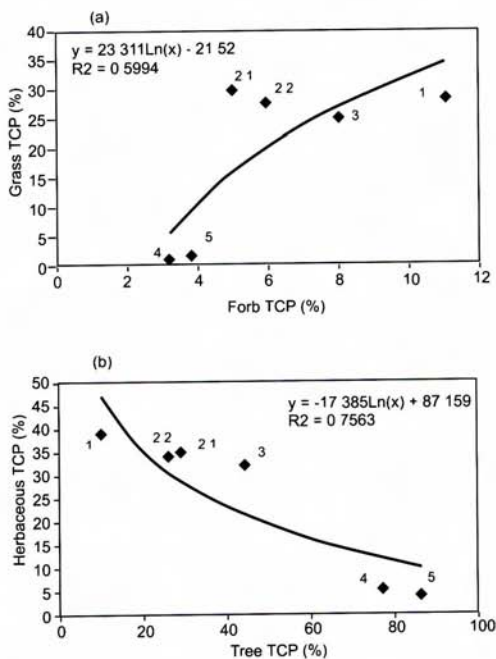 (a)
y = 23 311Ln(x) - 21 52
R2 = 0 5994
Grass TCP (%)
40
35
30
25
20
15
10
5
0
2 1
2 2
3
1
4
5
0 2 4 6 8 10 12
Forb TCP (%)
(b)
y = -17 385Ln(x) + 87 159
R2 = 0 7563
Herbaceous TCP (%)
50
45
40
35
30
25
20
15
10
5
0
1
2 2
2 1
3
4
5
0 20 40 60 80 100
Tree TCP (%)